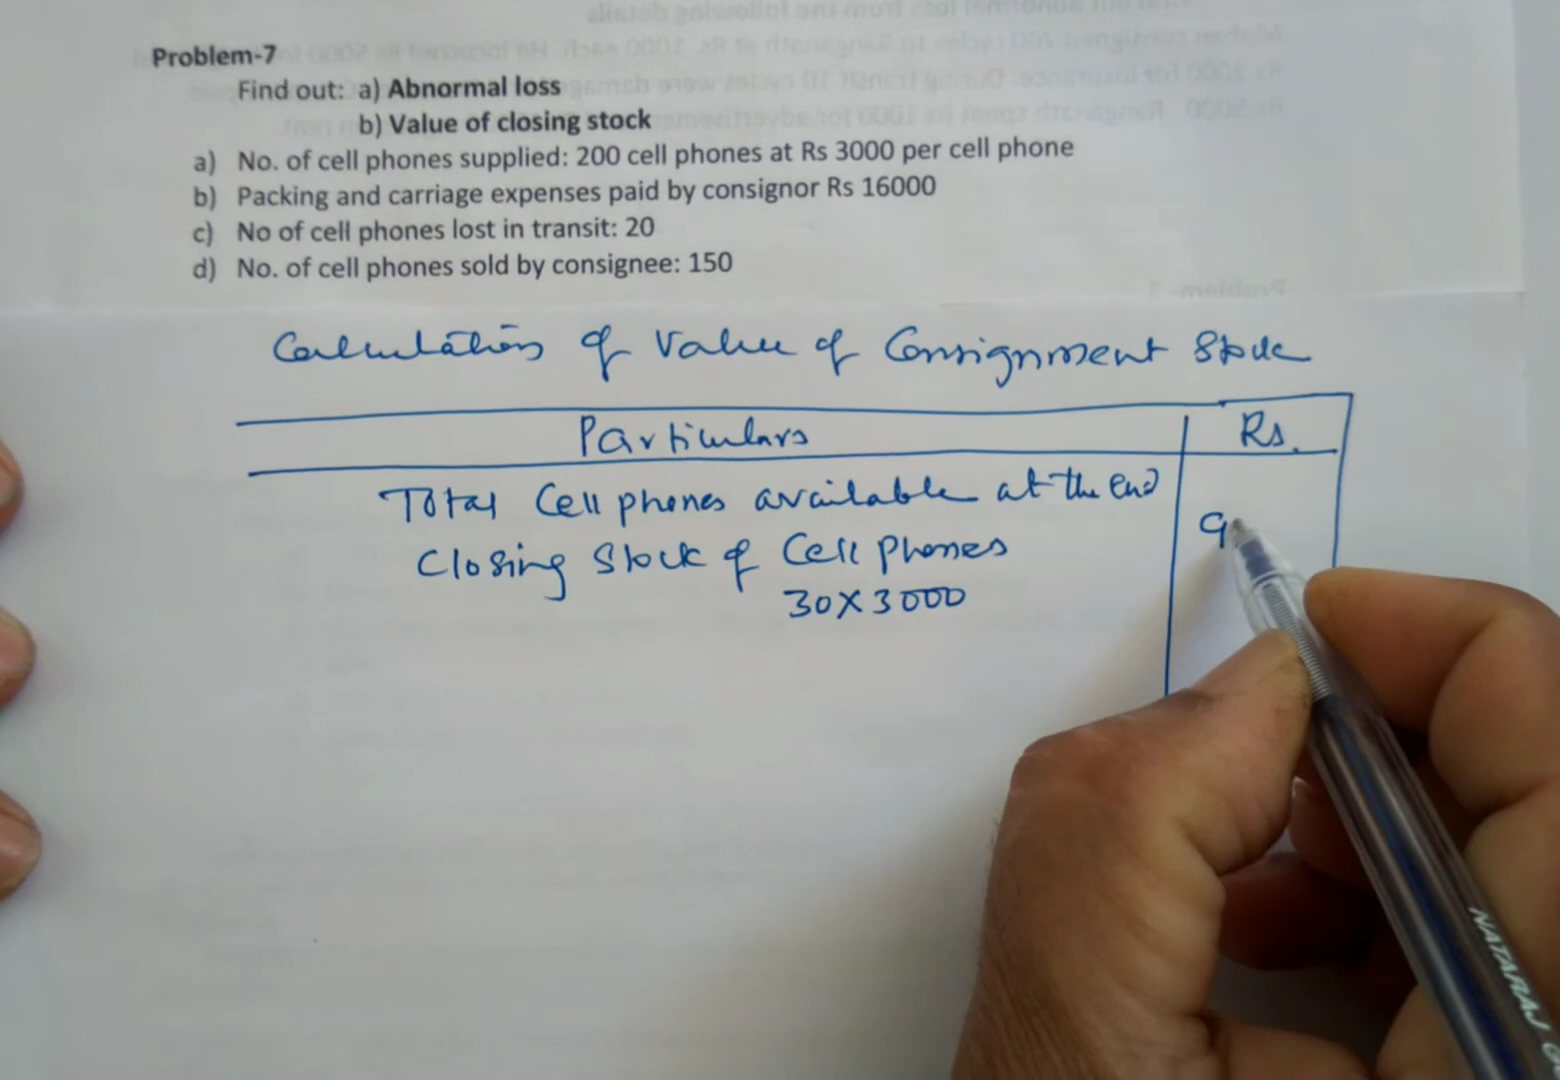 Problem-7
Find out: a) Abnormal loss
b) Value of closing stock
a) No. of cell phones supplied: 200 cell phones at Rs 3000 per cell phone
b) Packing and carriage expenses paid by consignor Rs 16000
c) No of cell phones lost in transit: 20
d) No. of cell phones sold by consignee: 150
Calculation of Value of Consignment Stock
Particulars Rs.
Total Cell phones available at the end
Closing Stock of Cell Phones 9
30X3000
NATARAJ